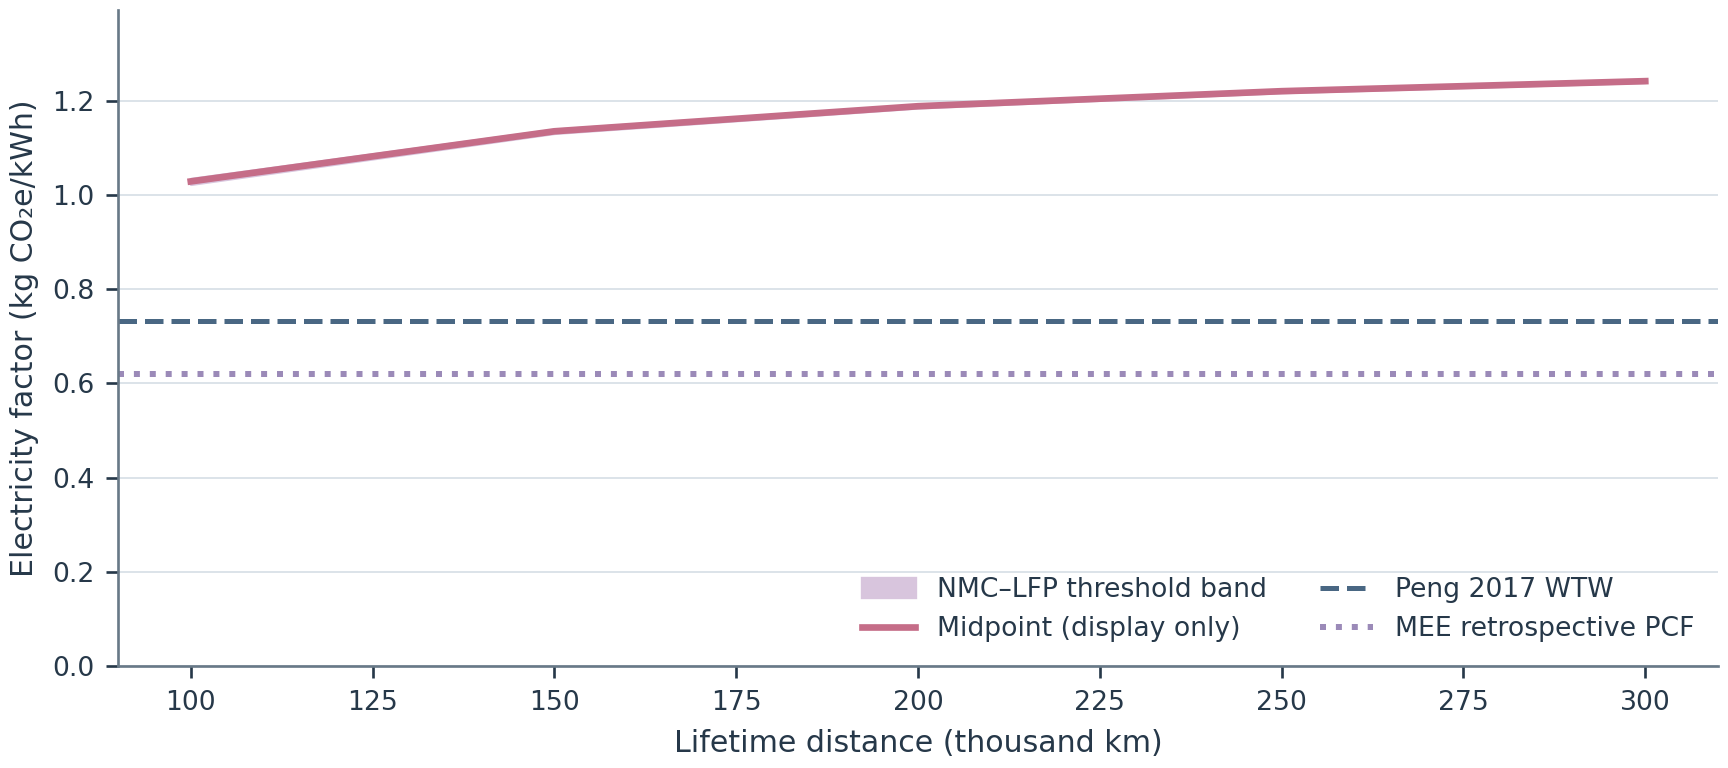 Electricity factor (kg CO₂e/kWh)
1.2
1.0
0.8
0.6
0.4
0.2
0.0
NMC–LFP threshold band
Midpoint (display only)
Peng 2017 WTW
MEE retrospective PCF
100 125 150 175 200 225 250 275 300
Lifetime distance (thousand km)